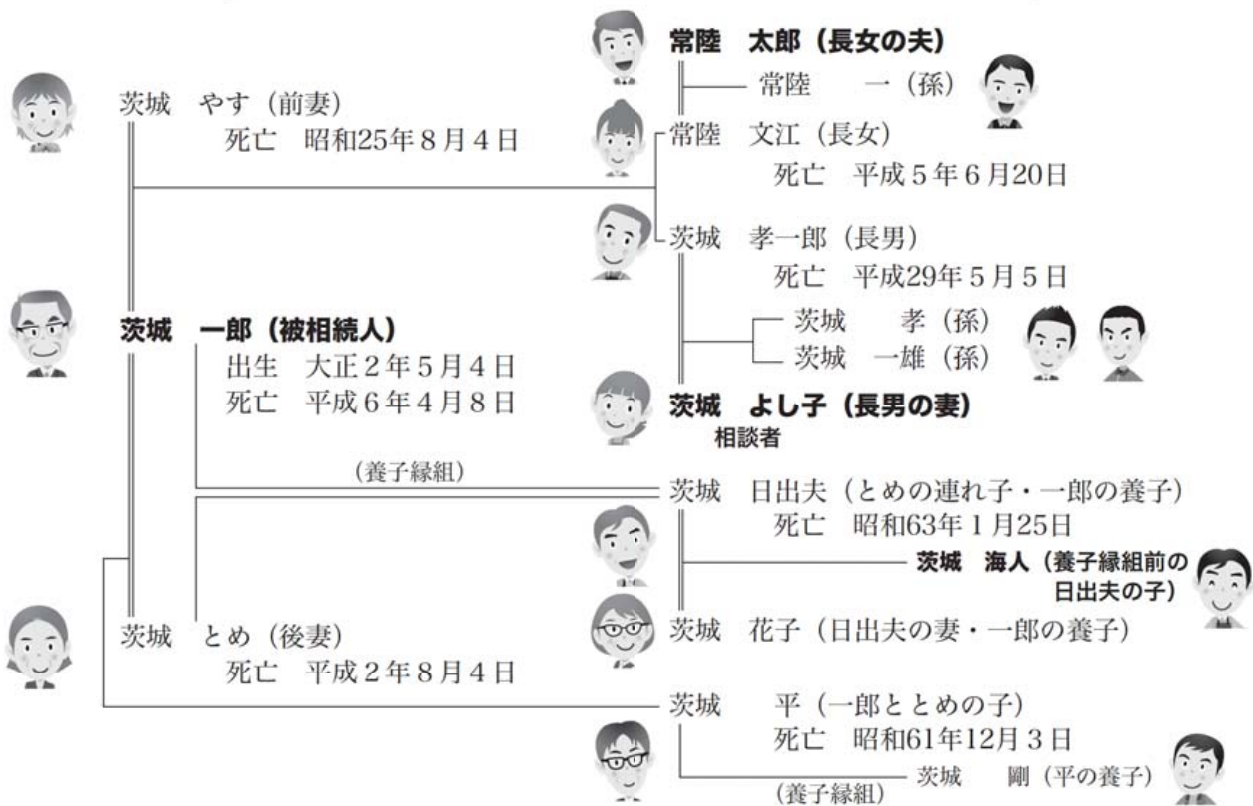 常陸　太郎（長女の夫）
常陸　一（孫）
茨城　やす（前妻）
死亡　昭和25年8月4日
常陸　文江（長女）
死亡　平成5年6月20日
茨城　孝一郎（長男）
死亡　平成29年5月5日
茨城　一郎（被相続人）
出生　大正2年5月4日
死亡　平成6年4月8日
茨城　孝（孫）
茨城　一雄（孫）
茨城　よし子（長男の妻）
相談者
（養子縁組）
茨城　日出夫（とめの連れ子・一郎の養子）
死亡　昭和63年1月25日
茨城　海人（養子縁組前の
日出夫の子）
茨城　とめ（後妻）
死亡　平成2年8月4日
茨城　花子（日出夫の妻・一郎の養子）
茨城　平（一郎ととめの子）
死亡　昭和61年12月3日
茨城　剛（平の養子）
（養子縁組）